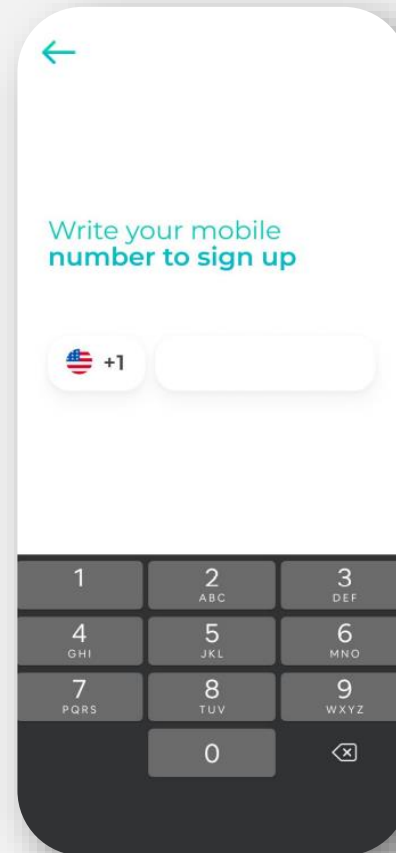 Write your mobile
number to sign up
+1
1 2 3
ABC DEF
4 5 6
GHI JKL MNO
7 8 9
PQRS TUV WXYZ
0